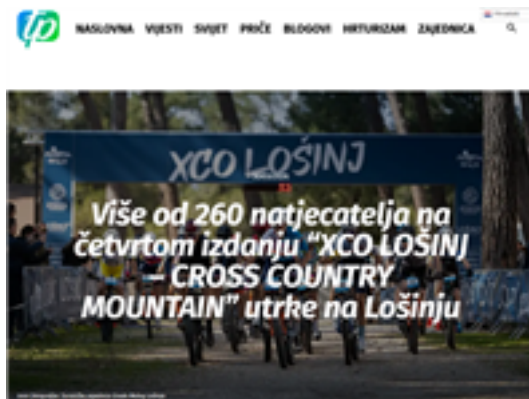 NASLOVNA VIJESTI SVIJET PRIČE BLOGOVI HRTURIZAM ZAJEDNICA
XCO LOŠINJ
Više od 260 natjecatelja na
četvrtom izdanju “XCO LOŠINJ
– CROSS COUNTRY
MOUNTAIN” utrke na Lošinju